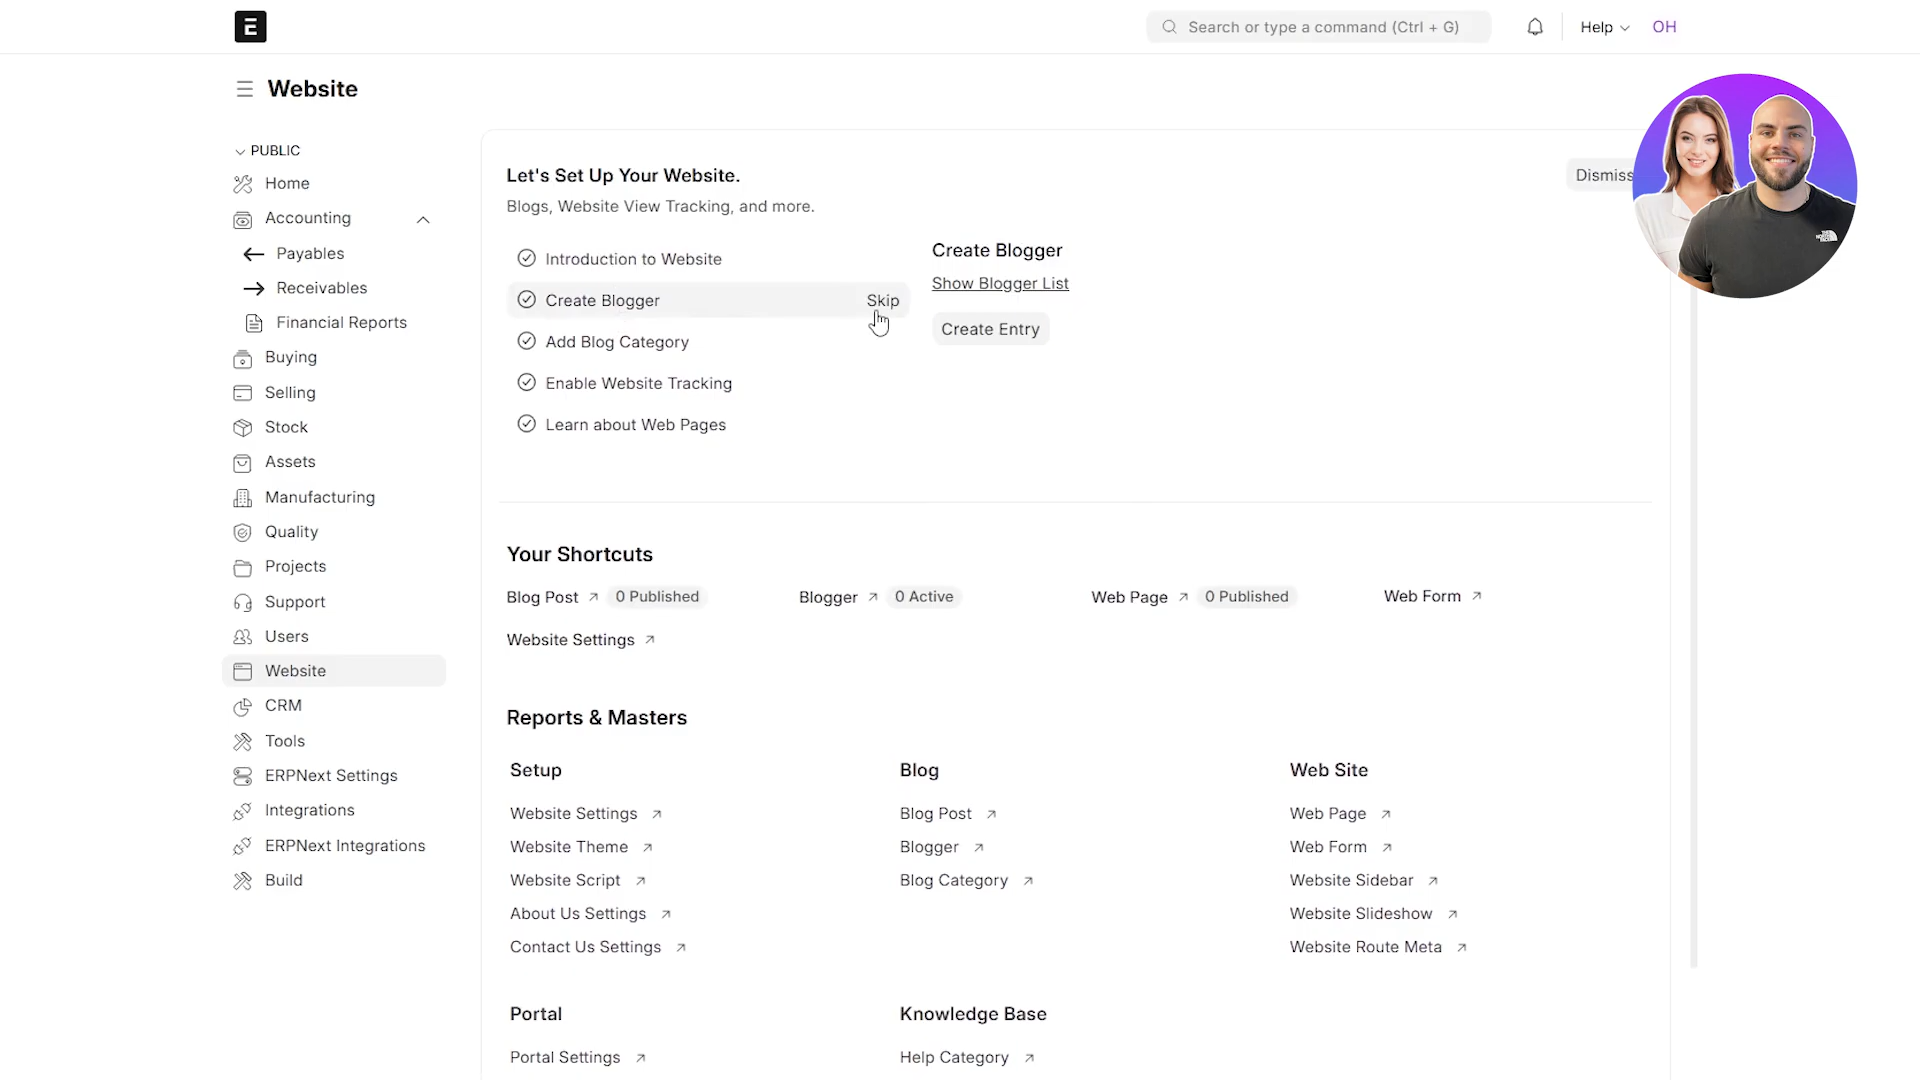 E
Search or type a command (Ctrl + G)
Help
OH
Website
PUBLIC
Home
Accounting
Payables
Receivables
Financial Reports
Buying
Selling
Stock
Assets
Manufacturing
Quality
Projects
Support
Users
Website
CRM
Tools
ERPNext Settings
Integrations
ERPNext Integrations
Build
Let's Set Up Your Website.
Dismiss
Blogs, Website View Tracking, and more.
Introduction to Website
Create Blogger
Skip
Add Blog Category
Enable Website Tracking
Learn about Web Pages
Create Blogger
Show Blogger List
Create Entry
THE NORTH FACE
Your Shortcuts
Blog Post 0 Published
Blogger 0 Active
Web Page 0 Published
Web Form
Website Settings
Reports & Masters
Setup
Website Settings
Website Theme
Website Script
About Us Settings
Contact Us Settings
Blog
Blog Post
Blogger
Blog Category
Web Site
Web Page
Web Form
Website Sidebar
Website Slideshow
Website Route Meta
Portal
Portal Settings
Knowledge Base
Help Category